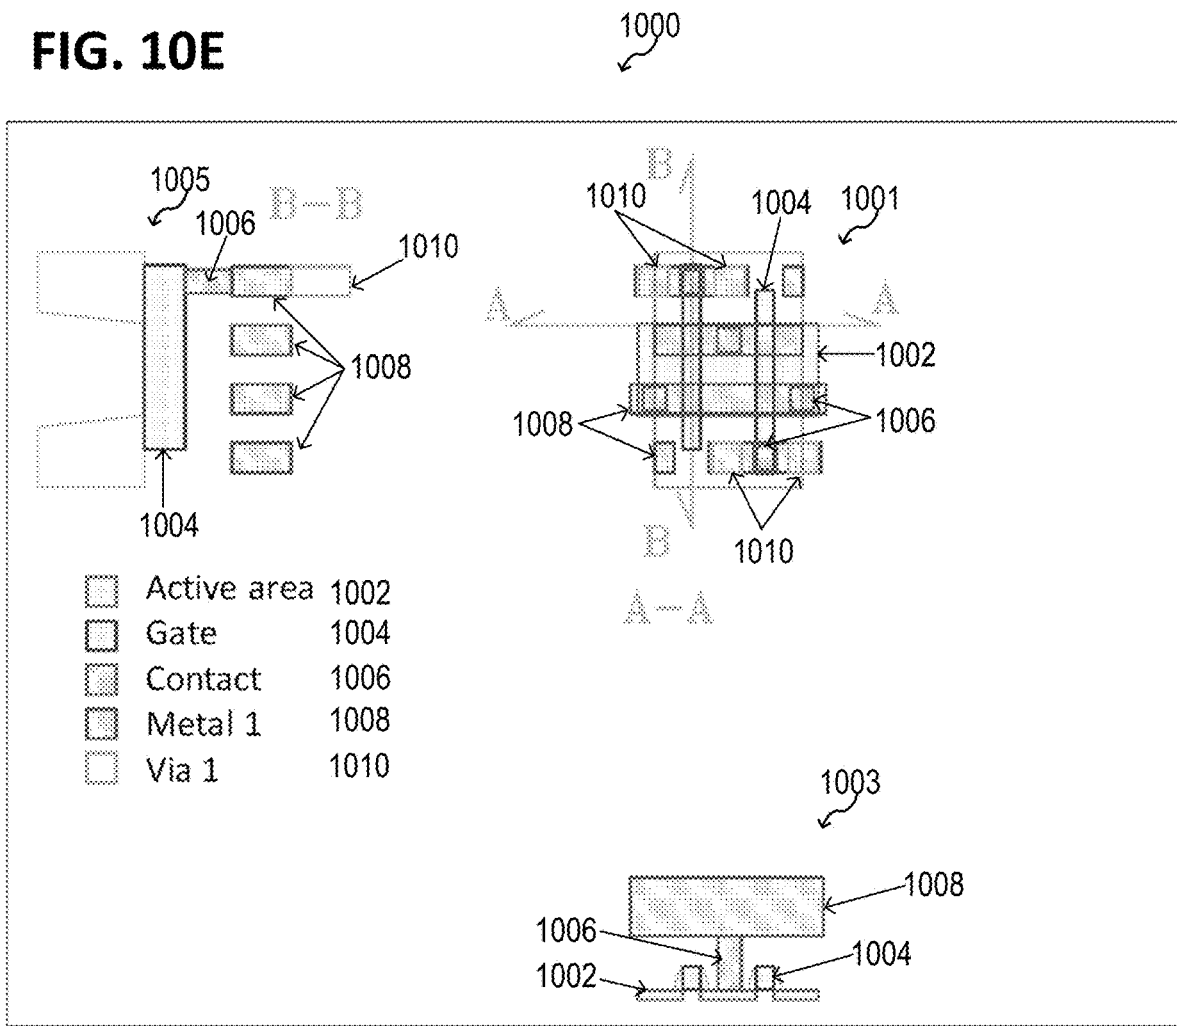 FIG. 10E
1000
1005
B-B
1006
1010
1008
1004
B
1010
1004
1001
A
A
1002
1008
1006
1010
B
A-A
Active area 1002
Gate 1004
Contact 1006
Metal 1 1008
Via 1 1010
1003
1008
1006
1002
1004